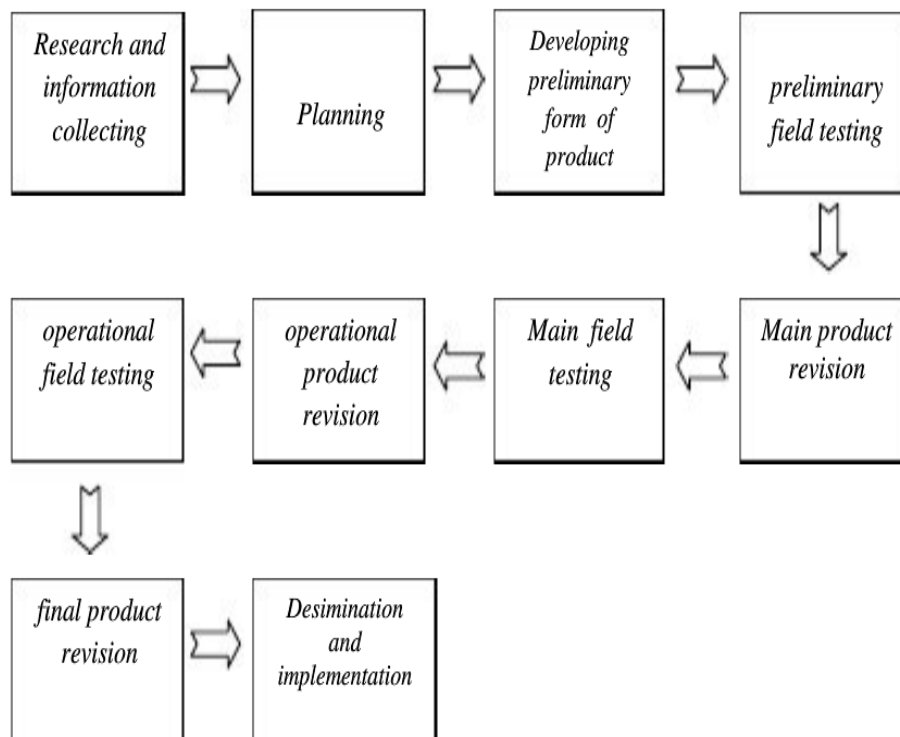 Research and
information
collecting
Planning
Developing
preliminary
form of
product
preliminary
field testing
Main product
revision
Main field
testing
operational
product
revision
operational
field testing
final product
revision
Desimination
and
implementation